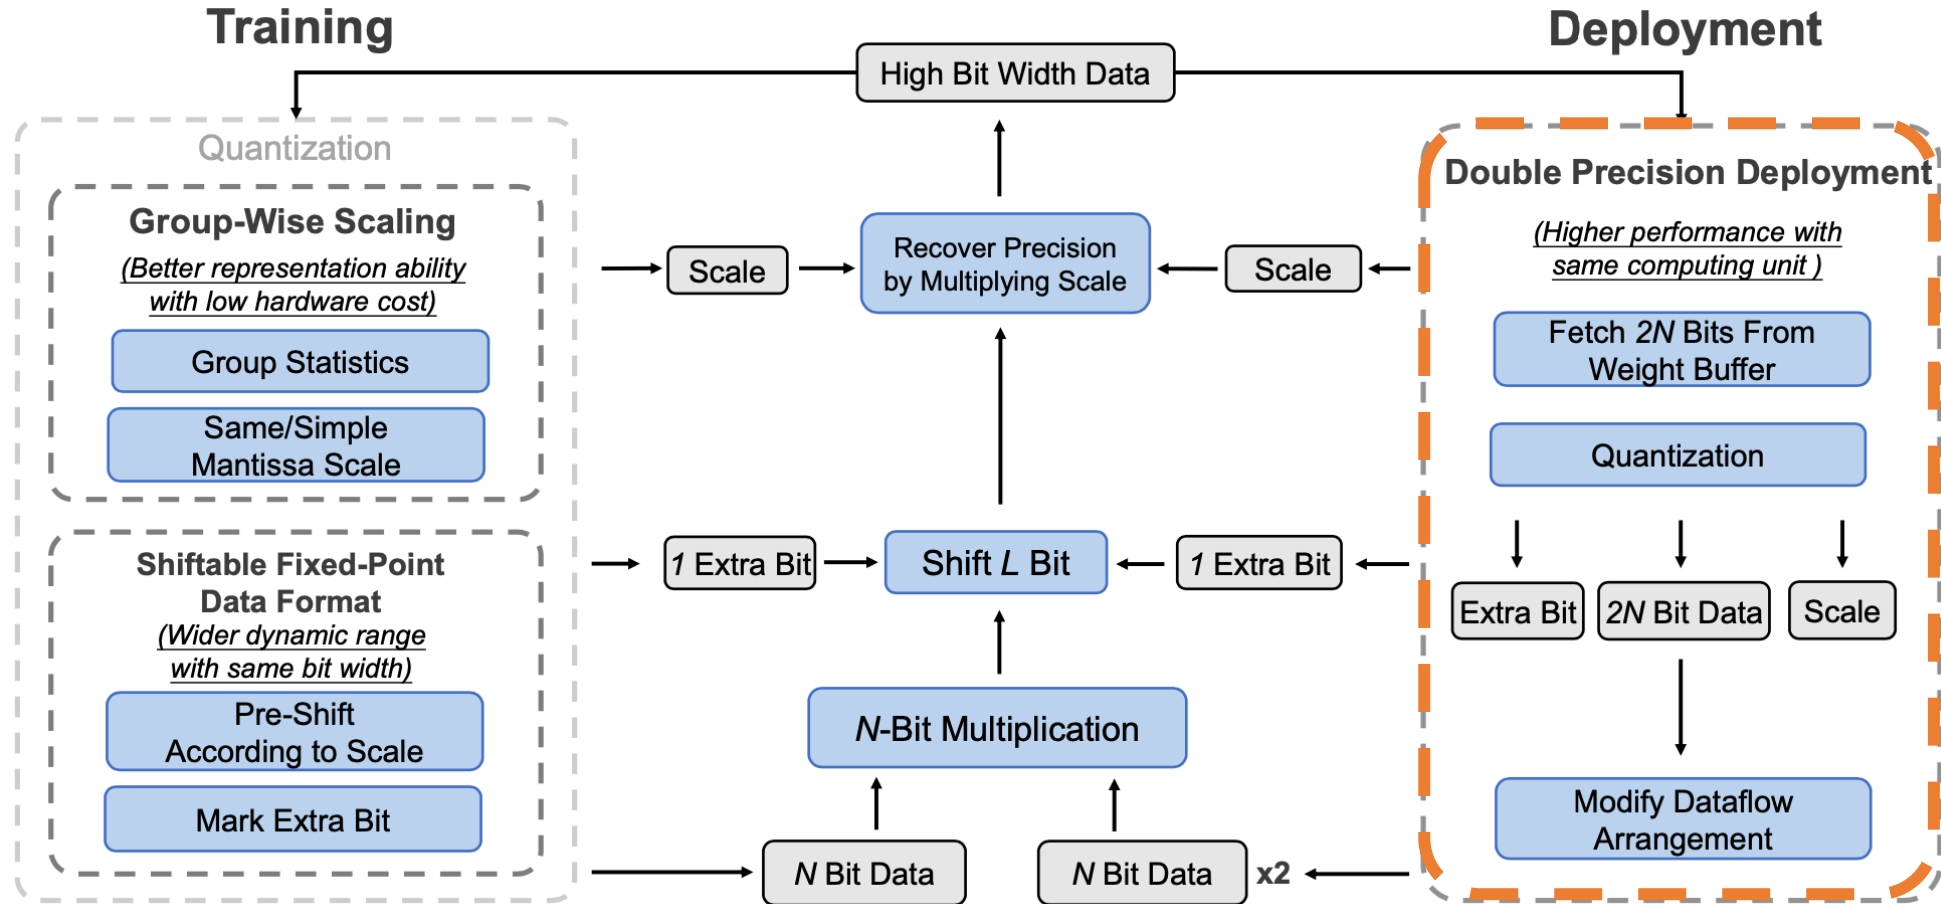 Training
Deployment
High Bit Width Data
Quantization
Group-Wise Scaling
(Better representation ability
with low hardware cost)
Group Statistics
Same/Simple
Mantissa Scale
Shiftable Fixed-Point
Data Format
(Wider dynamic range
with same bit width)
Pre-Shift
According to Scale
Mark Extra Bit
Scale
Recover Precision
by Multiplying Scale
Scale
1 Extra Bit
Shift L Bit
1 Extra Bit
N-Bit Multiplication
N Bit Data
N Bit Data
x2
Double Precision Deployment
(Higher performance with
same computing unit )
Fetch 2N Bits From
Weight Buffer
Quantization
Extra Bit
2N Bit Data
Scale
Modify Dataflow
Arrangement